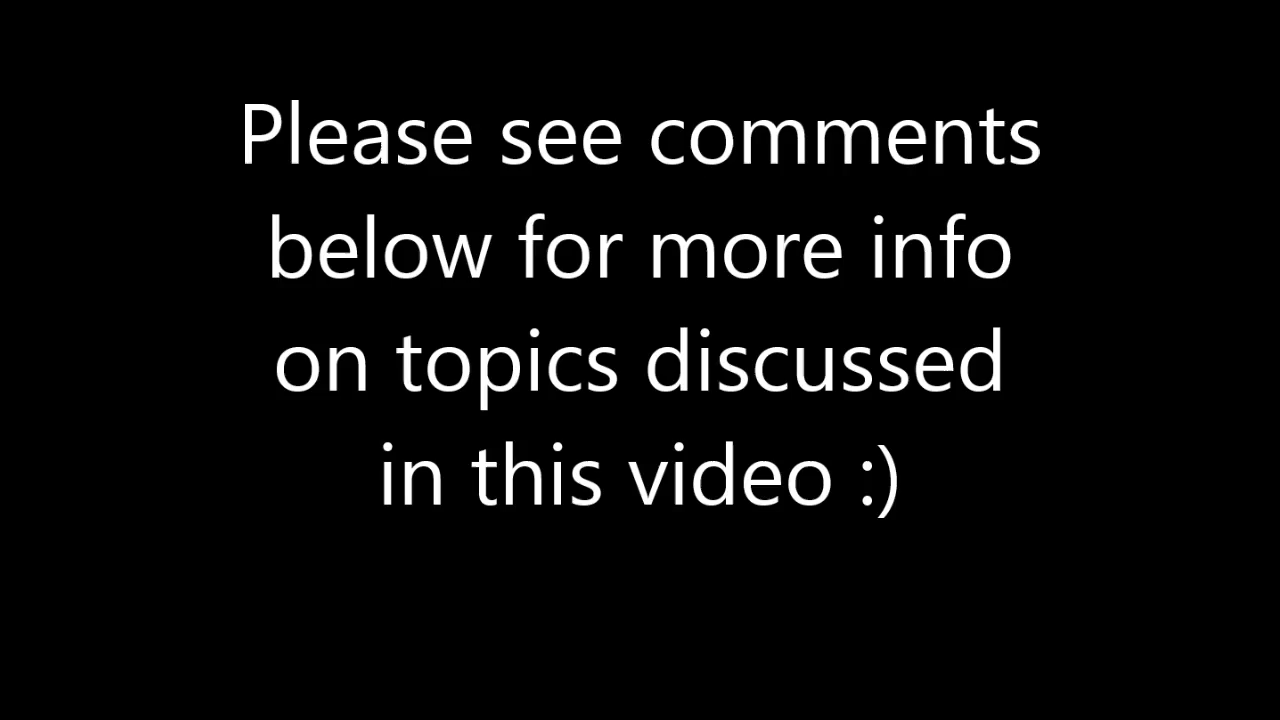 Please see comments
below for more info
on topics discussed
in this video :)